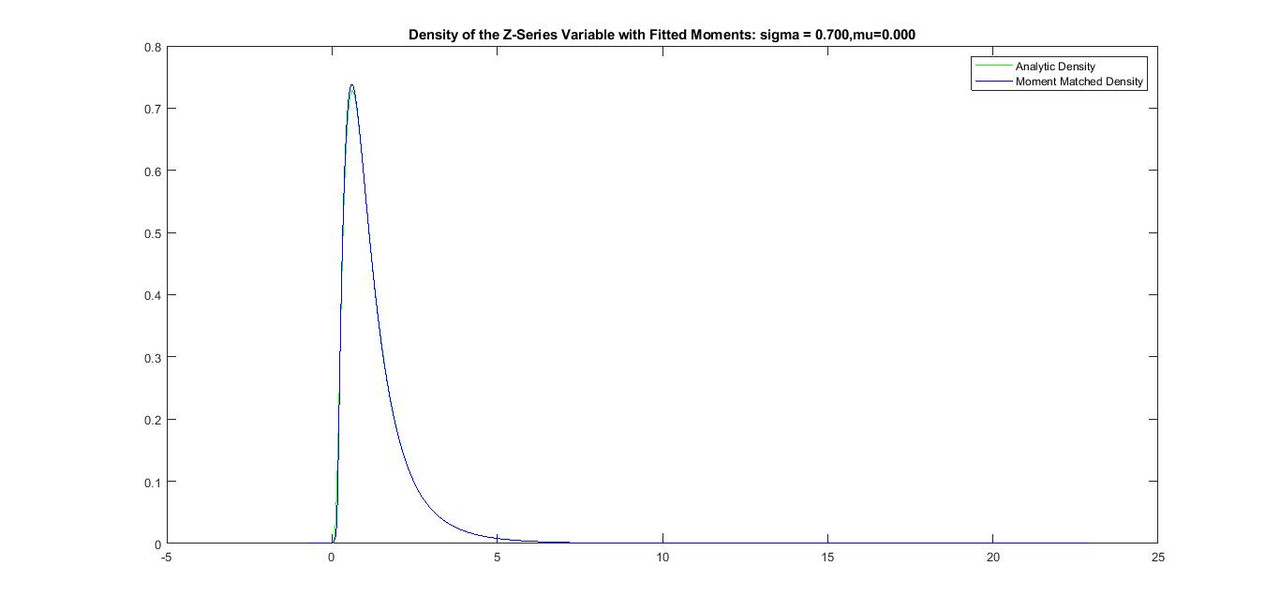 Density of the Z-Series Variable with Fitted Moments: sigma = 0.700,mu=0.000
Analytic Density
Moment Matched Density
0.8
0.7
0.6
0.5
0.4
0.3
0.2
0.1
0
-5 0 5 10 15 20 25